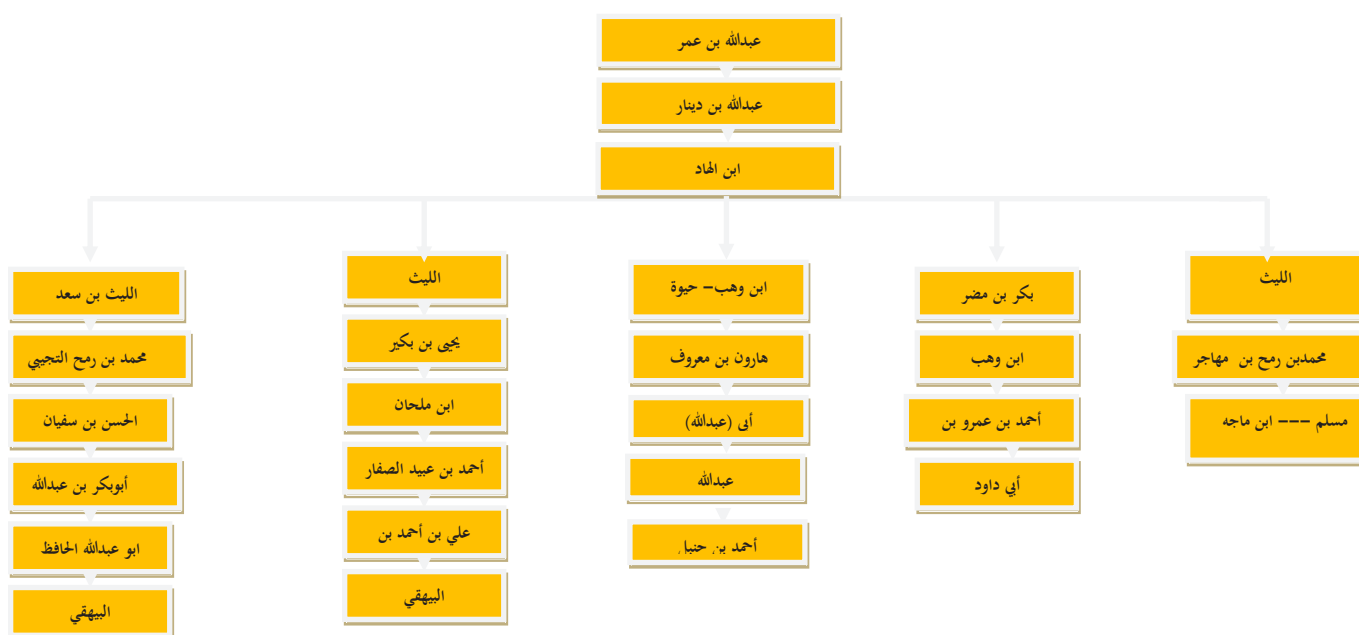 عبدالله بن عمر
عبدالله بن دينار
ابن الهاد
الليث
محمدبن رمح بن مهاجر
مسلم --- ابن ماجه
بكر بن مضر
ابن وهب
أحمد بن عمرو بن
أبي داود
ابن وهب– حيوة
هارون بن معروف
أبى (عبدالله)
عبدالله
أحمد بن حنبل
الليث
يحيى بن بكير
ابن ملحان
أحمد بن عبيد الصفار
علي بن أحمد بن
البيهقي
الليث بن سعد
محمد بن رمح التجيبي
الحسن بن سفيان
أبوبكر بن عبدالله
ابو عبدالله الحافظ
البيهقي